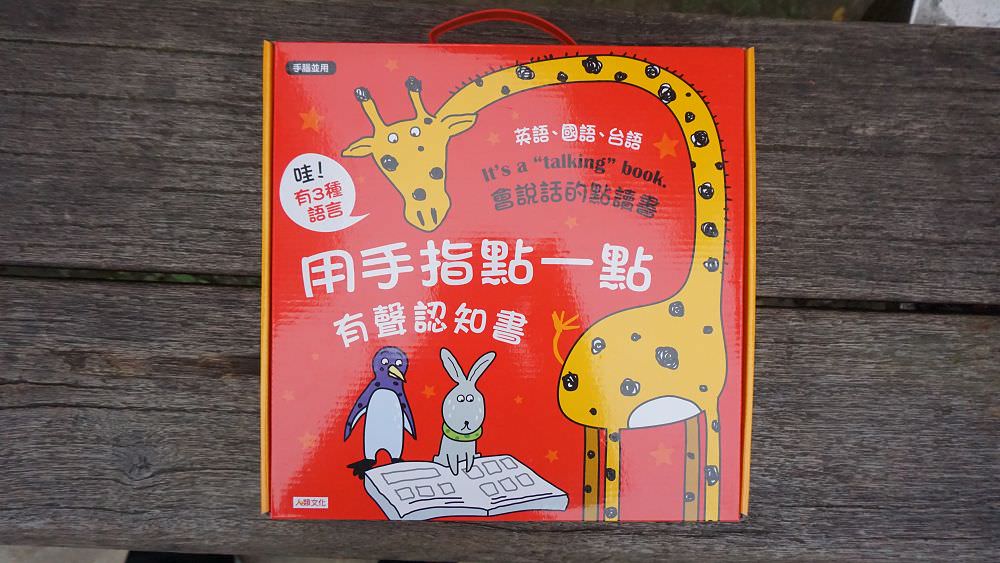 手腦並用
英語、國語、台語
It's a "talking" book.
會說話的點讀書
哇!
有3種
語言
用手指點一點
有聲認知書
人類文化